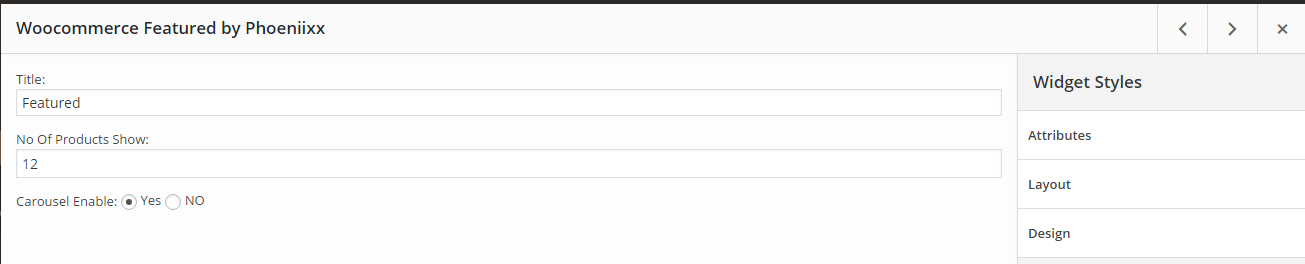 Woocommerce Featured by Phoeniixx
Title:
Featured
No Of Products Show:
12
Carousel Enable: Yes NO
Widget Styles
Attributes
Layout
Design